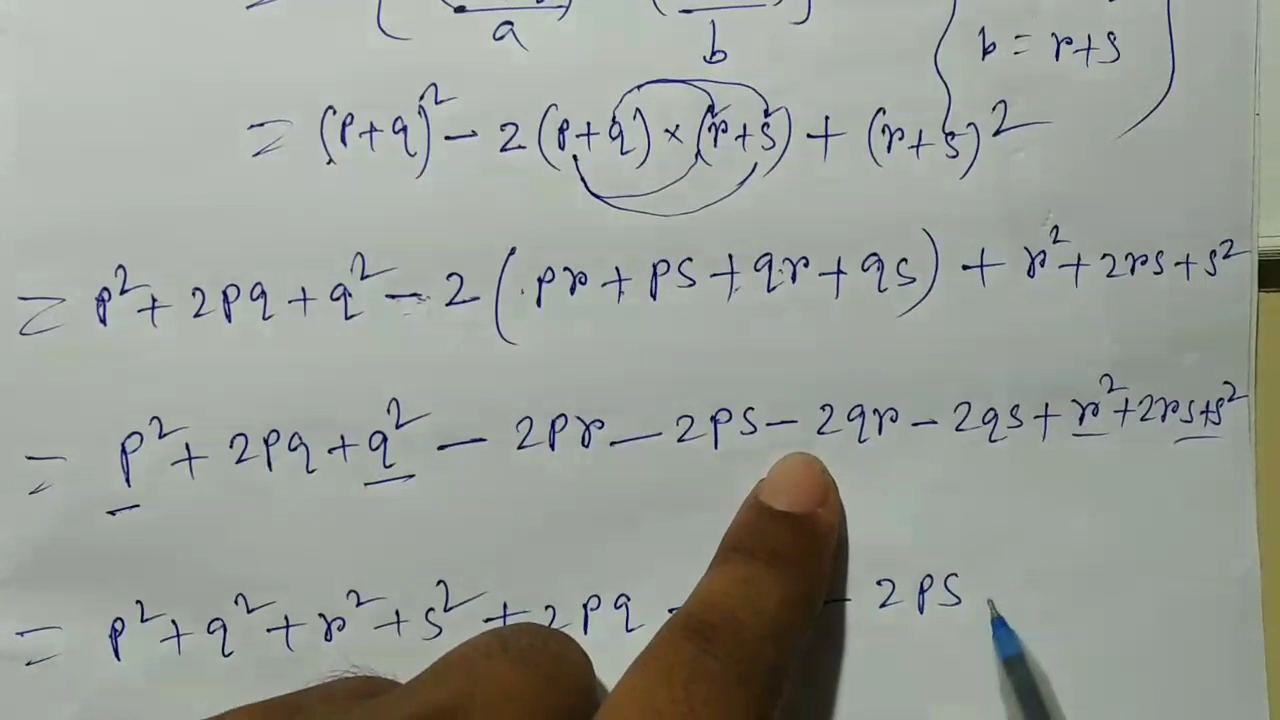 a b
b = r+s
= (p+q)² - 2(p+q)×(r+s) + (r+s)²
= p² + 2pq + q² - 2(pr + ps + qr + qs) + r² + 2rs + s²
= p² + 2pq + q² - 2pr - 2ps - 2qr - 2qs + r² + 2rs + s²
= p² + q² + r² + s² + 2pq - 2ps